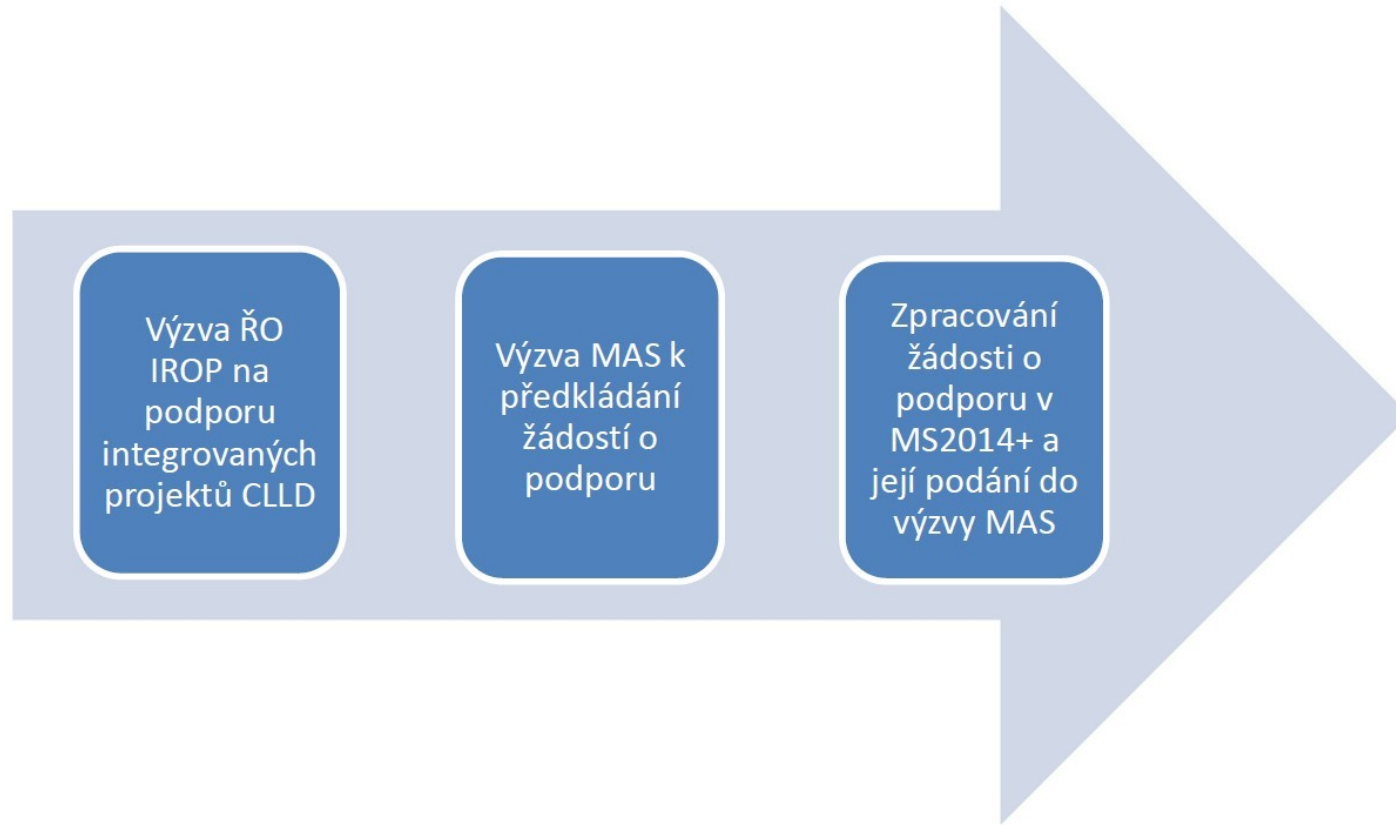 Výzva ŘO
IROP na
podporu
integrovaných
projektů CLLD
Výzva MAS k
předkládání
žádostí o
podporu
Zpracování
žádosti o
podporu v
MS2014+ a
její podání do
výzvy MAS